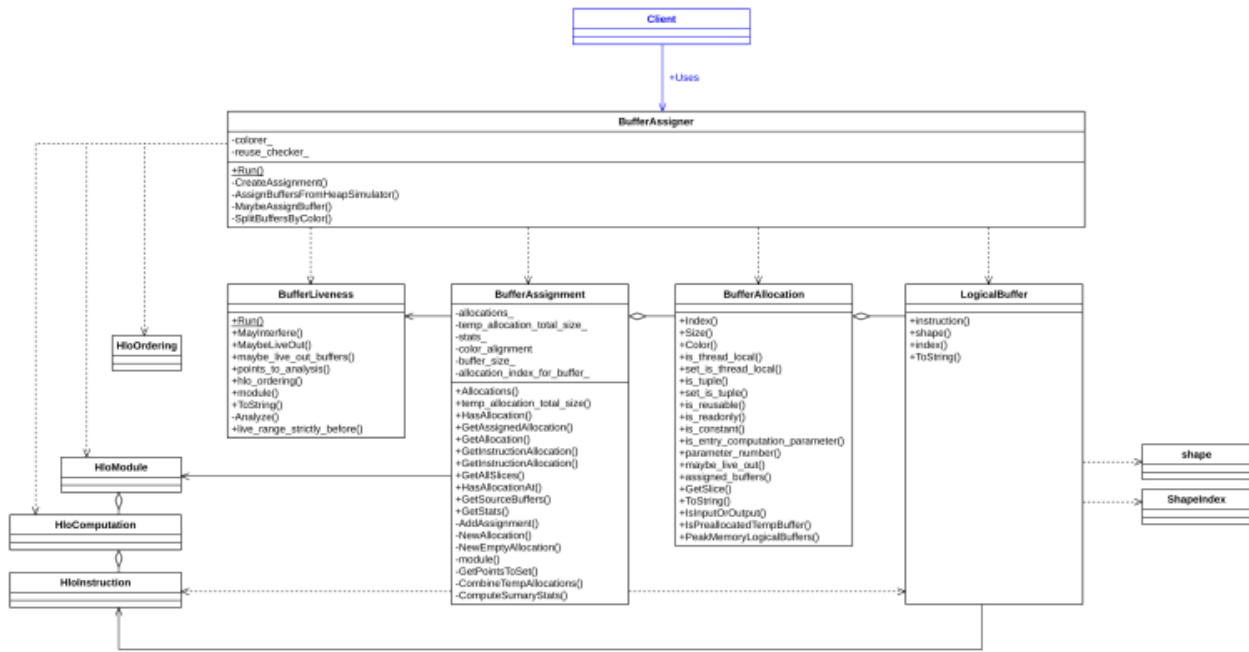 Client
+Uses
BufferAssigner
-colorer_
-reuse_checker_
+Run()
-CreateAssignment()
-AssignBuffersFromHeapSimulator()
-MaybeAssignBuffer()
-SplitBuffersByColor()
BufferLiveness
+Run()
+MayInterfere()
+MaybeLiveOut()
+maybe_live_out_buffers()
+points_to_analysis()
+hlo_ordering()
+module()
+ToString()
-Analyze()
+live_range_strictly_before()
BufferAssignment
-allocations_
-temp_allocation_total_size_
-stats_
-color_alignment
-buffer_size_
-allocation_index_for_buffer_
+Allocations()
+temp_allocation_total_size()
+HasAllocation()
+GetAssignedAllocation()
+GetAllocation()
+GetInstructionAllocation()
+GetInstructionAllocation()
+GetAllSlices()
+HasAllocationAt()
+GetSourceBuffers()
+GetStats()
-AddAssignment()
-NewAllocation()
-NewEmptyAllocation()
-module()
-GetPointsToSet()
-CombineTempAllocations()
-ComputeSumaryStats()
BufferAllocation
+Index()
+Size()
+Color()
+is_thread_local()
+set_is_thread_local()
+is_tuple()
+set_is_tuple()
+is_reusable()
+is_readonly()
+is_constant()
+is_entry_computation_parameter()
+parameter_number()
+maybe_live_out()
+assigned_buffers()
+GetSlice()
+ToString()
+IsInputOrOutput()
+IsPreallocatedTempBuffer()
+PeakMemoryLogicalBuffers()
LogicalBuffer
+instruction()
+shape()
+index()
+ToString()
HloOrdering
HloModule
HloComputation
HloInstruction
shape
ShapeIndex